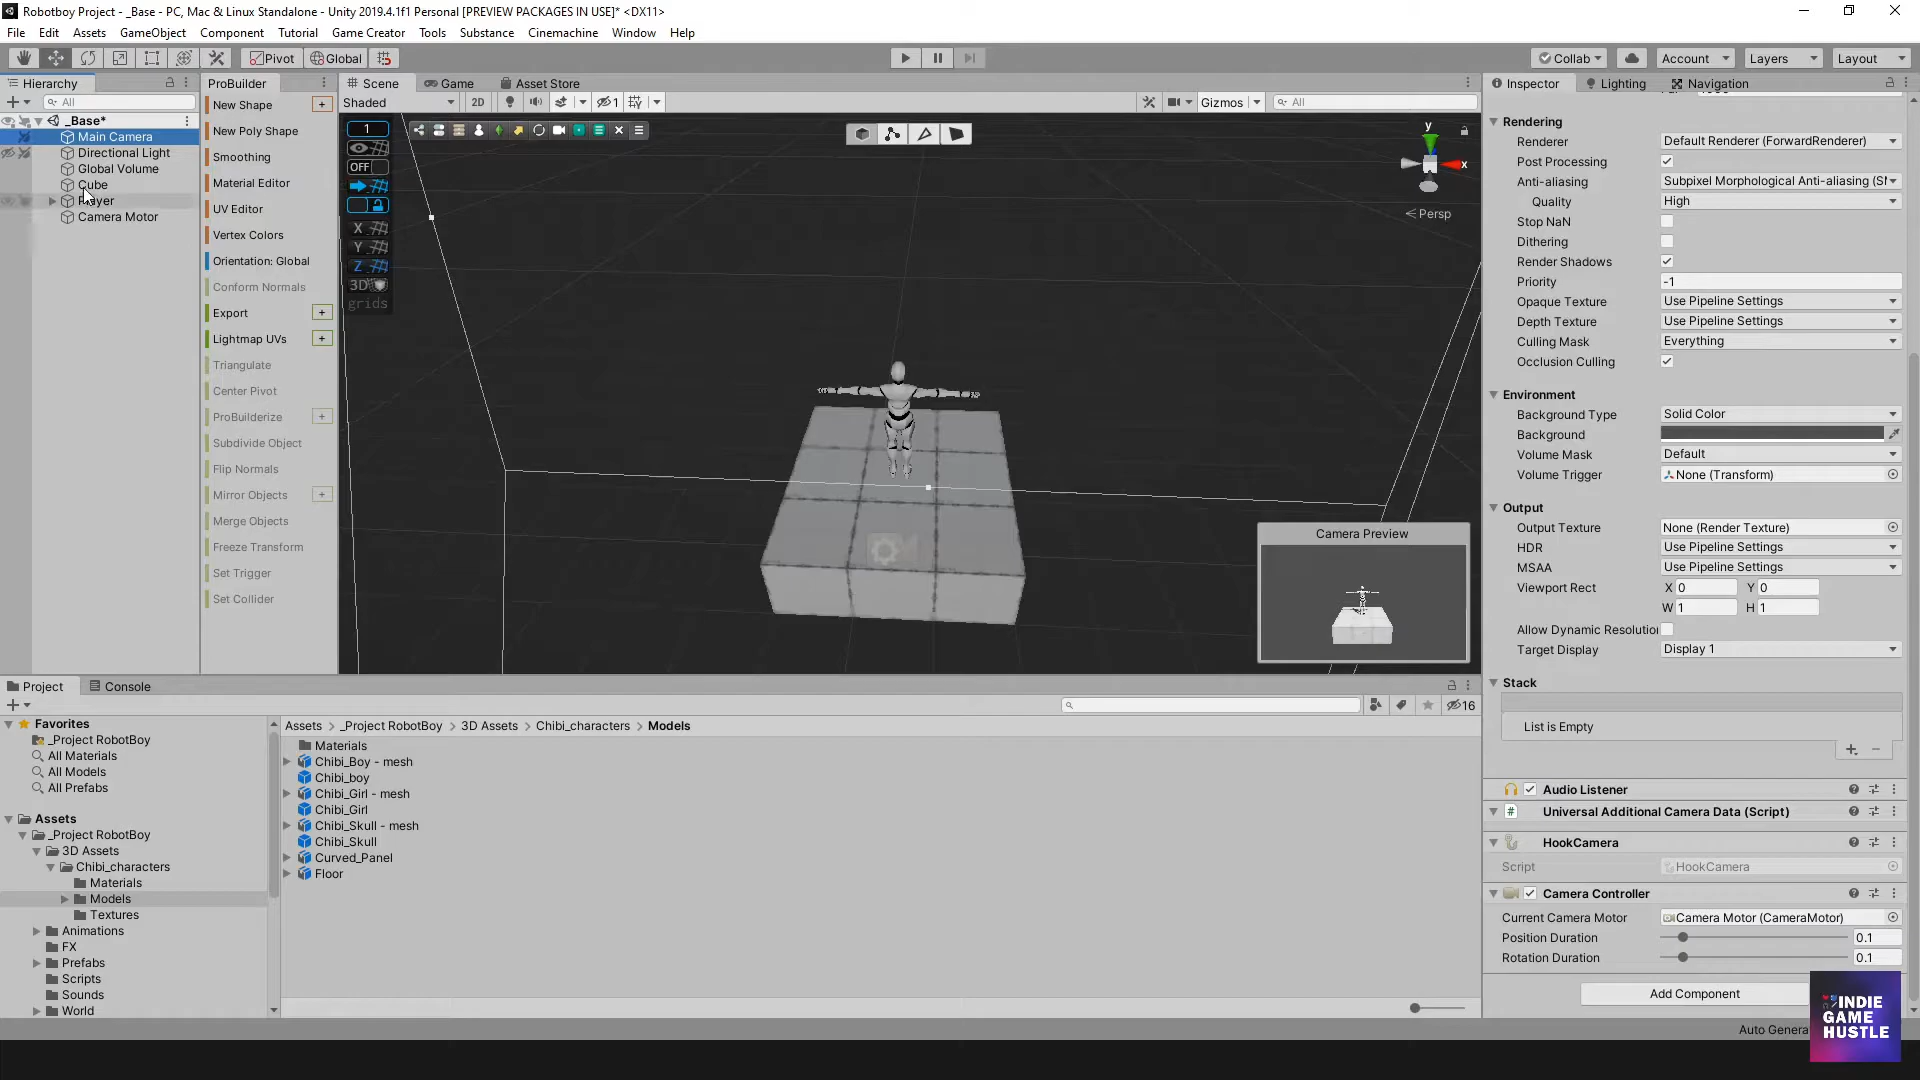 Robotboy Project - _Base - PC, Mac & Linux Standalone - Unity 2019.4.1f1 Personal [PREVIEW PACKAGES IN USE]* <DX11>
File Edit Assets GameObject Component Tutorial Game Creator Tools Substance Cinemachine Window Help
Pivot Global Collab Account Layers Layout
Hierarchy
All
_Base*
Main Camera
Directional Light
Global Volume
Cube
Player
Camera Motor
ProBuilder
New Shape
New Poly Shape
Smoothing
Material Editor
UV Editor
Vertex Colors
Orientation: Global
Conform Normals
Export
Lightmap UVs
Triangulate
Center Pivot
ProBuilderize
Subdivide Object
Flip Normals
Mirror Objects
Merge Objects
Freeze Transform
Set Trigger
Set Collider
Scene Game Asset Store
Shaded 2D 1 Gizmos All
1
OFF
X
Y
Z
3D
grids
y
x
Persp
Camera Preview
Inspector Lighting Navigation
Rendering
Renderer Default Renderer (ForwardRenderer)
Post Processing
Anti-aliasing Subpixel Morphological Anti-aliasing (SM
Quality High
Stop NaN
Dithering
Render Shadows
Priority -1
Opaque Texture Use Pipeline Settings
Depth Texture Use Pipeline Settings
Culling Mask Everything
Occlusion Culling
Environment
Background Type Solid Color
Background
Volume Mask Default
Volume Trigger None (Transform)
Output
Output Texture None (Render Texture)
HDR Use Pipeline Settings
MSAA Use Pipeline Settings
Viewport Rect X 0 Y 0
W 1 H 1
Allow Dynamic Resolution
Target Display Display 1
Stack
List is Empty
Audio Listener
Universal Additional Camera Data (Script)
HookCamera
Script HookCamera
Camera Controller
Current Camera Motor Camera Motor (CameraMotor)
Position Duration 0.1
Rotation Duration 0.1
Add Component
Auto Genera
Project Console
16
Favorites
_Project RobotBoy
All Materials
All Models
All Prefabs
Assets
_Project RobotBoy
3D Assets
Chibi_characters
Materials
Models
Textures
Animations
FX
Prefabs
Scripts
Sounds
World
Assets > _Project RobotBoy > 3D Assets > Chibi_characters > Models
Materials
Chibi_Boy - mesh
Chibi_boy
Chibi_Girl - mesh
Chibi_Girl
Chibi_Skull - mesh
Chibi_Skull
Curved_Panel
Floor
INDIE
GAME
HUSTLE